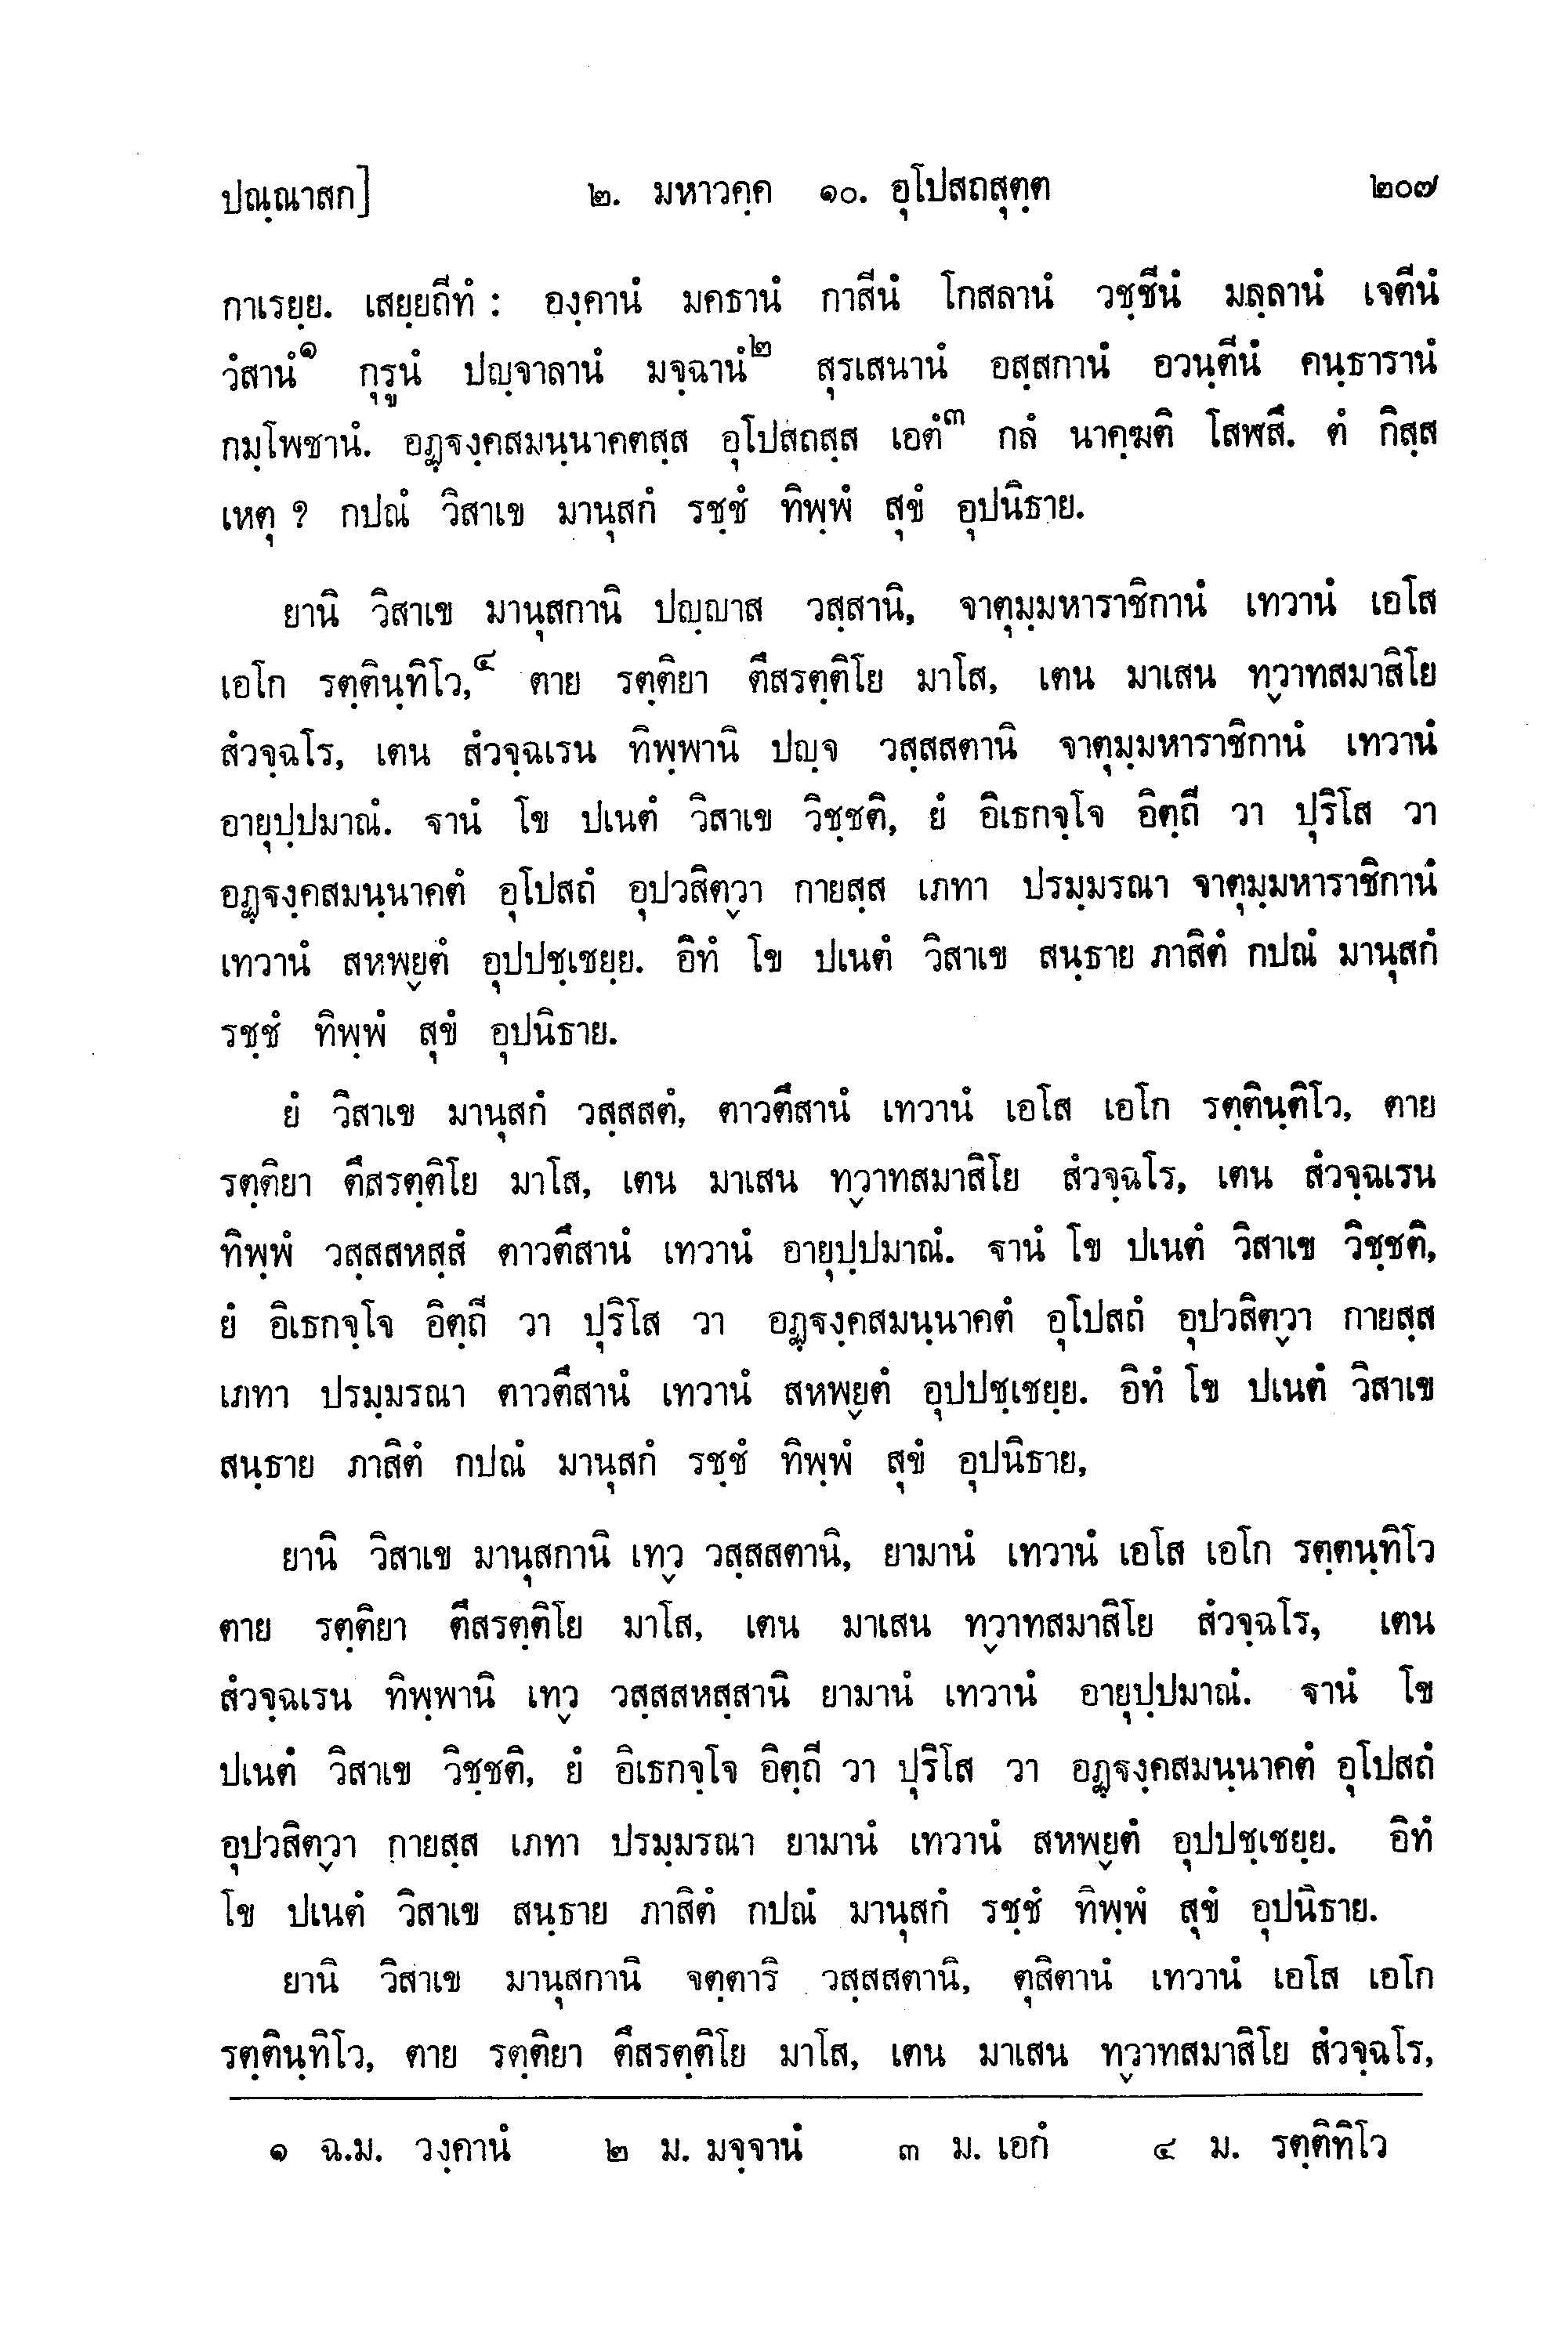 ปณฺณาสก] ๒. มหาวคฺค ๑๐. อุโปสถสุตฺต ๒๐๗
กาเรยฺย. เสยฺยถีทํ : องฺคานํ มคธานํ กาสีนํ โกสลานํ วชฺชีนํ มลฺลานํ เจตีนํ
วํสานํ๑ กุรูนํ ปญฺจาลานํ มจฺฉานํ๒ สุรเสนานํ อสฺสกานํ อวนฺตีนํ คนฺธารานํ
กมฺโพชานํ. อฏฺฐงฺคสมนฺนาคตสฺส อุโปสถสฺส เอตํ๓ กลํ นาคฺฆติ โสฬสึ. ตํ กิสฺส
เหตุ ? กปณํ วิสาเข มานุสกํ รชฺชํ ทิพฺพํ สุขํ อุปนิธาย.
ยานิ วิสาเข มานุสกานิ ปญฺญาส วสฺสานิ, จาตุมฺมหาราชิกานํ เทวานํ เอโส
เอโก รตฺตินฺทิโว,๔ ตาย รตฺติยา ตึสรตฺติโย มาโส, เตน มาเสน ทฺวาทสมาสิโย
สํวจฺฉโร, เตน สํวจฺฉเรน ทิพฺพานิ ปญฺจ วสฺสสตานิ จาตุมฺมหาราชิกานํ เทวานํ
อายุปฺปมาณํ. ฐานํ โข ปเนตํ วิสาเข วิชฺชติ, ยํ อิเธกจฺโจ อิตฺถี วา ปุริโส วา
อฏฺฐงฺคสมนฺนาคตํ อุโปสถํ อุปวสิตฺวา กายสฺส เภทา ปรมฺมรณา จาตุมฺมหาราชิกานํ
เทวานํ สหพฺยตํ อุปปชฺเชยฺย. อิทํ โข ปเนตํ วิสาเข สนฺธาย ภาสิตํ กปณํ มานุสกํ
รชฺชํ ทิพฺพํ สุขํ อุปนิธาย.
ยํ วิสาเข มานุสกํ วสฺสสตํ, ตาวตึสานํ เทวานํ เอโส เอโก รตฺตินฺติโว, ตาย
รตฺติยา ตึสรตฺติโย มาโส, เตน มาเสน ทฺวาทสมาสิโย สํวจฺฉโร, เตน สํวจฺฉเรน
ทิพฺพํ วสฺสสหสฺสํ ตาวตึสานํ เทวานํ อายุปฺปมาณํ. ฐานํ โข ปเนตํ วิสาเข วิชฺชติ,
ยํ อิเธกจฺโจ อิตฺถี วา ปุริโส วา อฏฺฐงฺคสมนฺนาคตํ อุโปสถํ อุปวสิตฺวา กายสฺส
เภทา ปรมฺมรณา ตาวตึสานํ เทวานํ สหพฺยตํ อุปปชฺเชยฺย. อิทํ โข ปเนตํ วิสาเข
สนฺธาย ภาสิตํ กปณํ มานุสกํ รชฺชํ ทิพฺพํ สุขํ อุปนิธาย,
ยานิ วิสาเข มานุสกานิ เทฺว วสฺสสตานิ, ยามานํ เทวานํ เอโส เอโก รตฺตนฺทิโว
ตาย รตฺติยา ตึสรตฺติโย มาโส, เตน มาเสน ทฺวาทสมาสิโย สํวจฺฉโร, เตน
สํวจฺฉเรน ทิพฺพานิ เทฺว วสฺสสหสฺสานิ ยามานํ เทวานํ อายุปฺปมาณํ. ฐานํ โข
ปเนตํ วิสาเข วิชฺชติ, ยํ อิเธกจฺโจ อิตฺถี วา ปุริโส วา อฏฺฐงฺคสมนฺนาคตํ อุโปสถํ
อุปวสิตฺวา กายสฺส เภทา ปรมฺมรณา ยามานํ เทวานํ สหพฺยตํ อุปปชฺเชยฺย. อิทํ
โข ปเนตํ วิสาเข สนฺธาย ภาสิตํ กปณํ มานุสกํ รชฺชํ ทิพฺพํ สุขํ อุปนิธาย.
ยานิ วิสาเข มานุสกานิ จตฺตาริ วสฺสสตานิ, ตุสิตานํ เทวานํ เอโส เอโก
รตฺตินฺทิโว, ตาย รตฺติยา ตึสรตฺติโย มาโส, เตน มาเสน ทฺวาทสมาสิโย สํวจฺฉโร,
๑ ฉ.ม. วงฺคานํ ๒ ม. มจฺจานํ ๓ ม. เอกํ ๔ ม. รตฺติทิโว